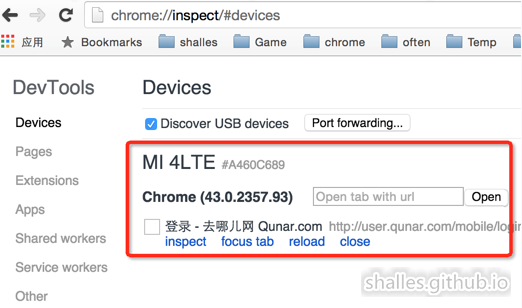 chrome://inspect/#devices
应用 Bookmarks shalles Game chrome often Temp
DevTools
Devices
Pages
Extensions
Apps
Shared workers
Service workers
Other
Devices
Discover USB devices Port forwarding...
MI 4LTE #A460C689
Chrome (43.0.2357.93) Open tab with url Open
登录 - 去哪儿网 Qunar.com http://user.qunar.com/mobile/login
inspect focus tab reload close
shalles.github.io